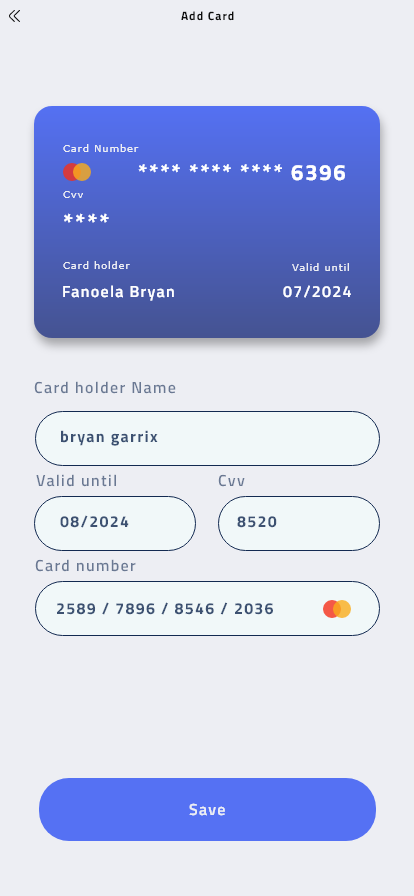 Add Card
Card Number
**** **** **** 6396
Cvv
****
Card holder
Valid until
Fanoela Bryan
07/2024
Card holder Name
bryan garrix
Valid until
Cvv
08/2024
8520
Card number
2589 / 7896 / 8546 / 2036
Save